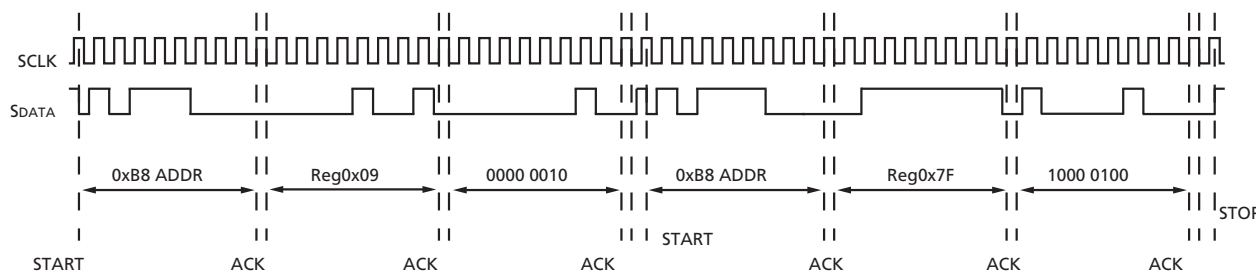 SCLK
SDATA
0xB8 ADDR Reg0x09 0000 0010 0xB8 ADDR Reg0x7F 1000 0100
STOP
START
START ACK ACK ACK ACK ACK ACK